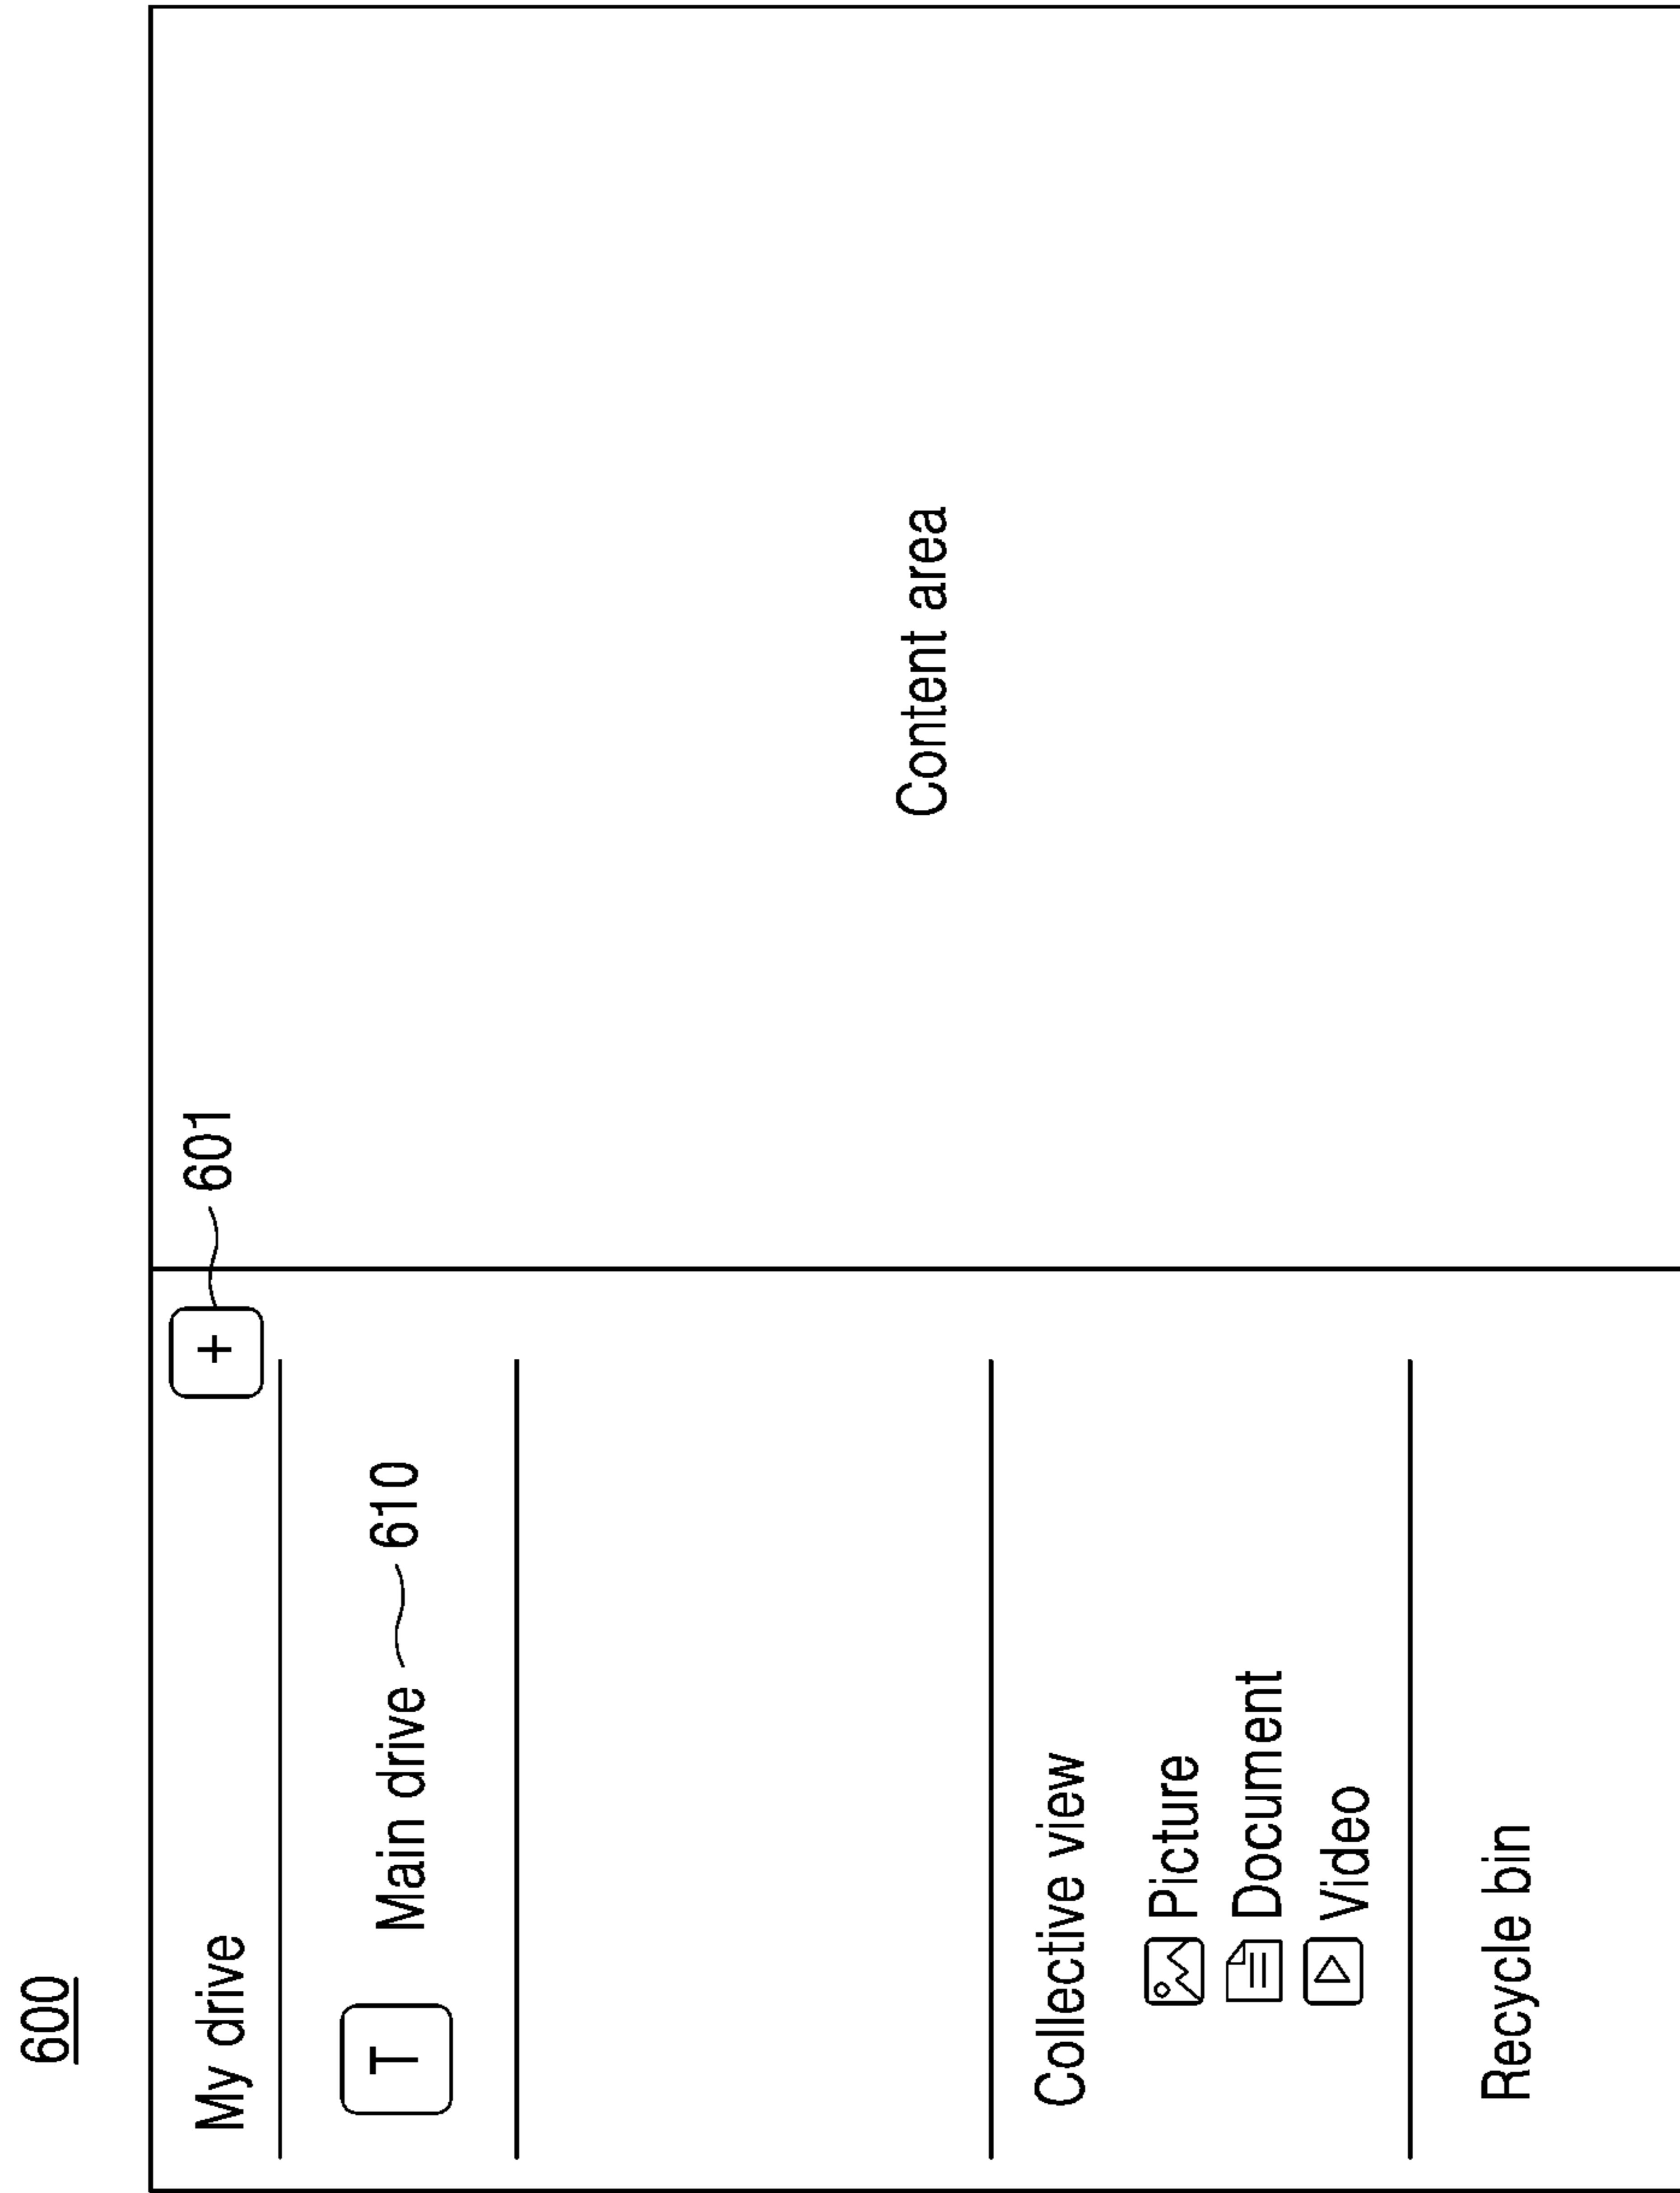 600
My drive
+
601
T
Main drive
610
Content area
Collective view
Picture
Document
Video
Recycle bin